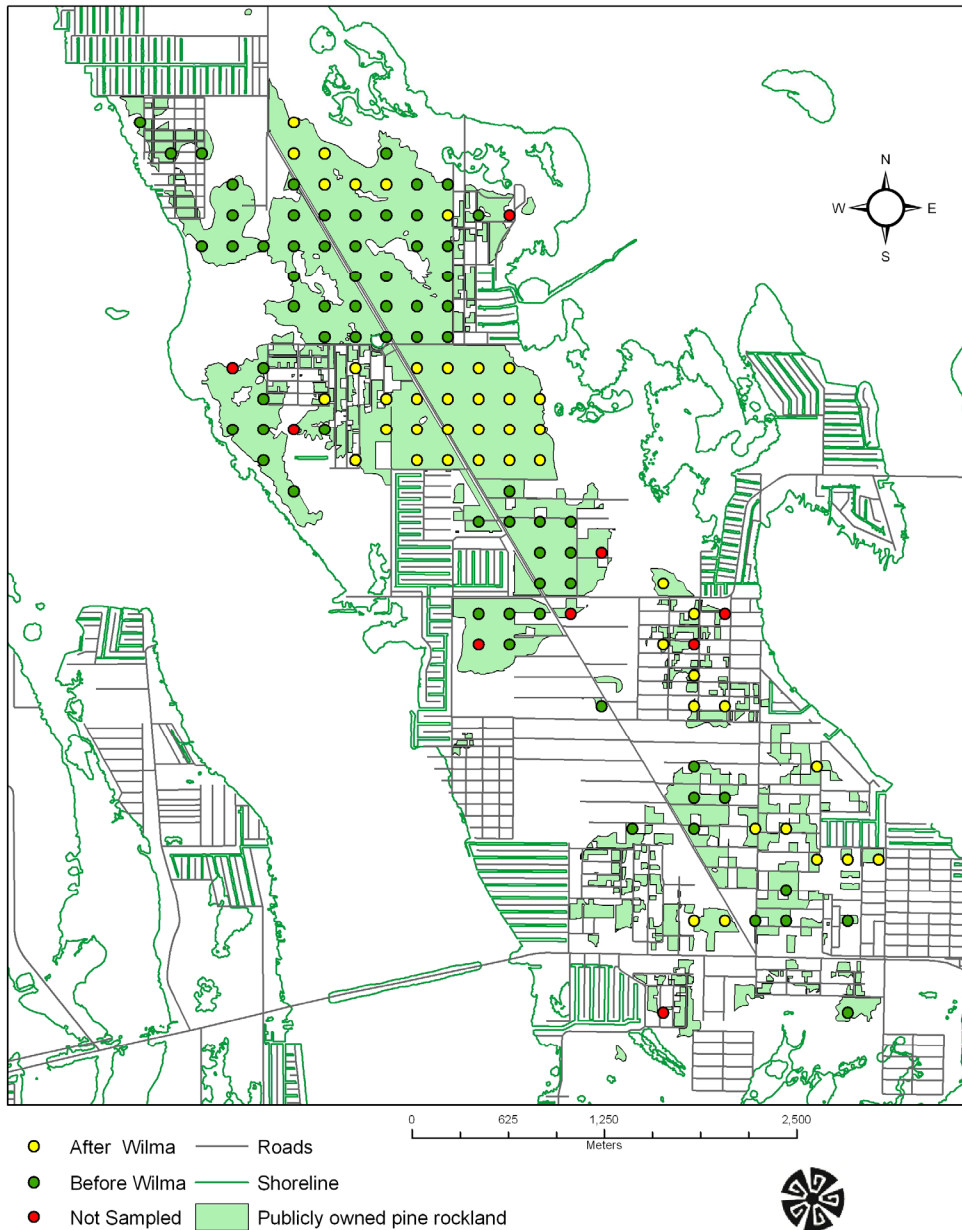 N
W E
S
0 625 1,250 2,500
Meters
After Wilma Roads
Before Wilma Shoreline
Not Sampled Publicly owned pine rockland